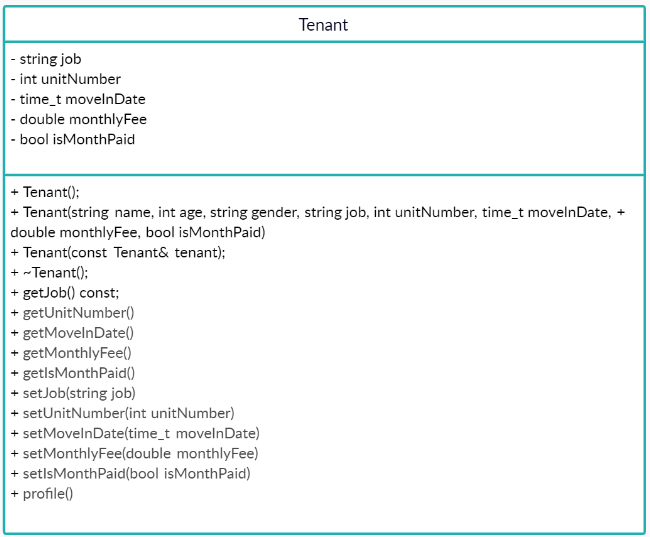 Tenant
- string job
- int unitNumber
- time_t moveInDate
- double monthlyFee
- bool isMonthPaid
+ Tenant();
+ Tenant(string name, int age, string gender, string job, int unitNumber, time_t moveInDate, +
double monthlyFee, bool isMonthPaid)
+ Tenant(const Tenant& tenant);
+ ~Tenant();
+ getJob() const;
+ getUnitNumber()
+ getMoveInDate()
+ getMonthlyFee()
+ getIsMonthPaid()
+ setJob(string job)
+ setUnitNumber(int unitNumber)
+ setMoveInDate(time_t moveInDate)
+ setMonthlyFee(double monthlyFee)
+ setIsMonthPaid(bool isMonthPaid)
+ profile()